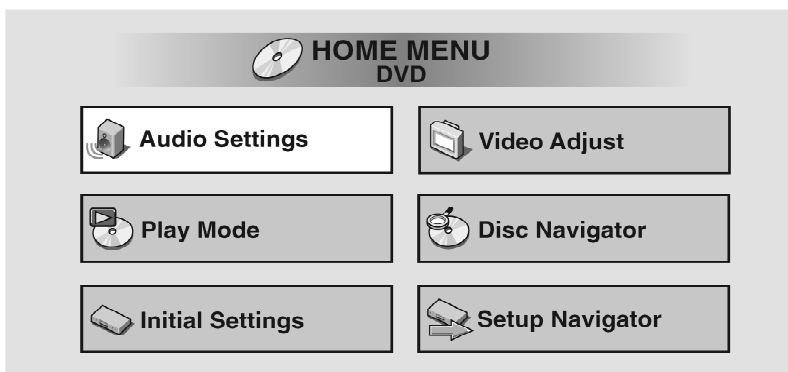 HOME MENU
DVD
Audio Settings
Video Adjust
Play Mode
Disc Navigator
Initial Settings
Setup Navigator